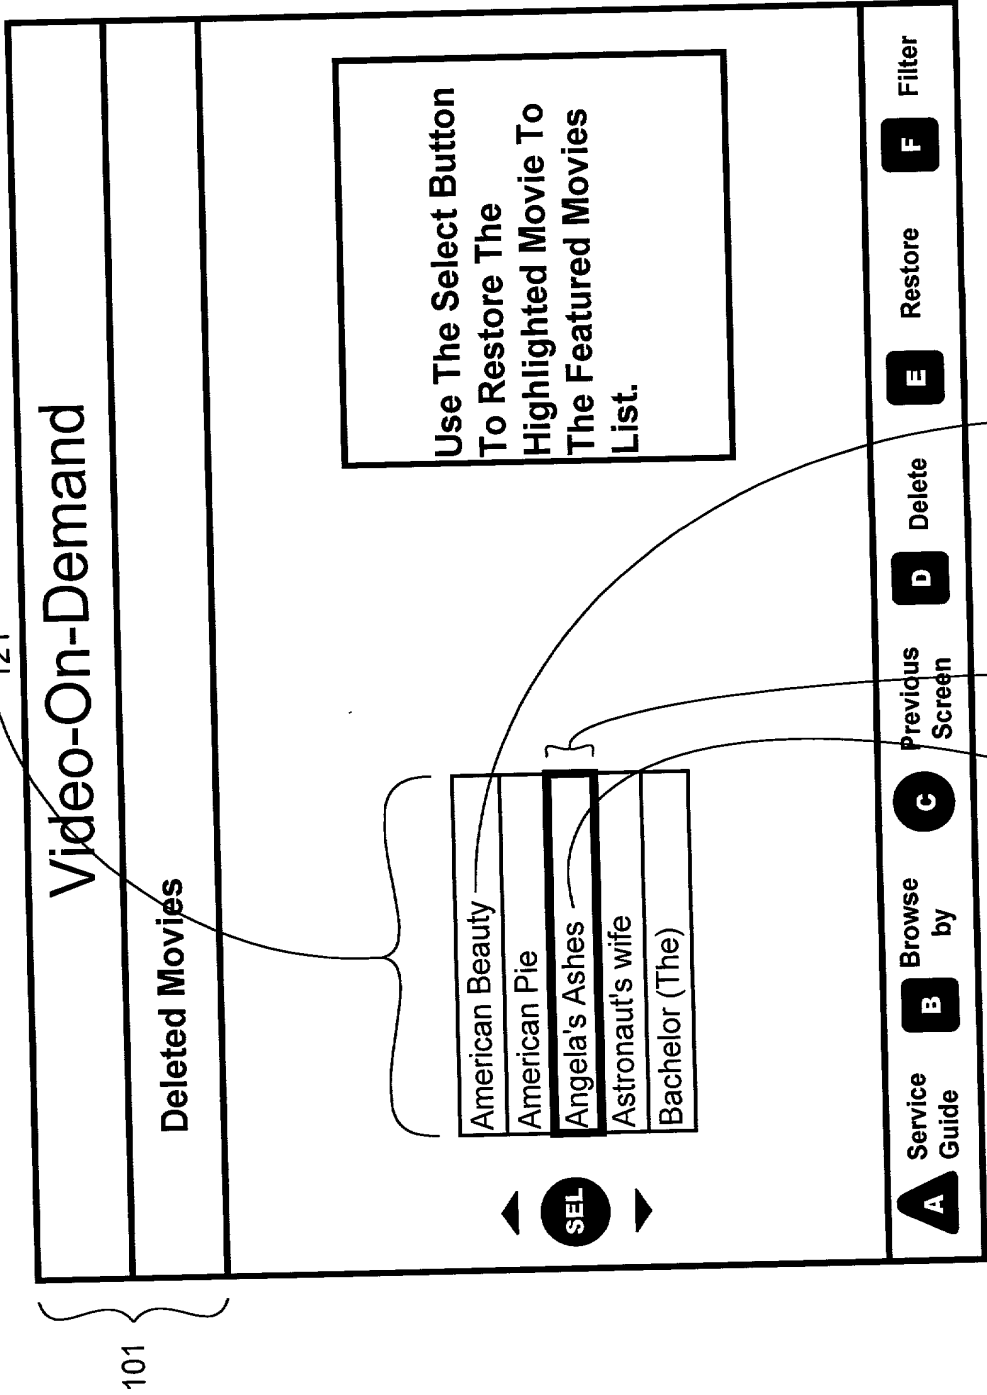 Video-On-Demand
Deleted Movies
101
American Beauty
American Pie
Angela's Ashes
Astronaut's wife
Bachelor (The)
SEL
Use The Select Button
To Restore The
Highlighted Movie To
The Featured Movies
List.
A Service
Guide
B Browse
by
C Previous
Screen
D Delete
E Restore
F Filter